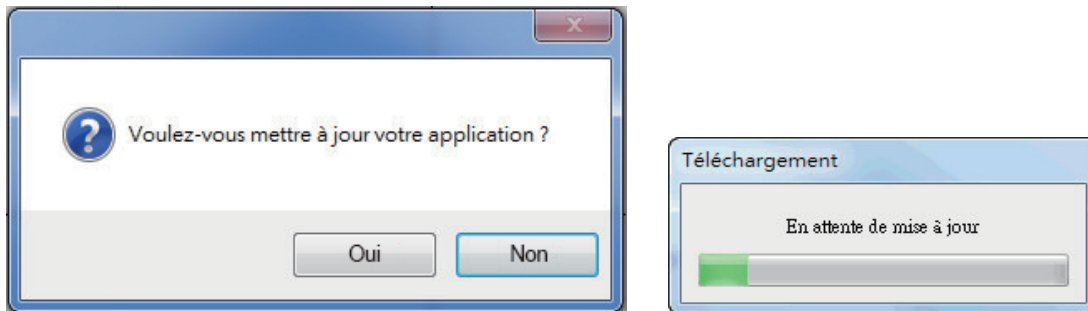 Voulez-vous mettre à jour votre application ?
Oui
Non
Téléchargement
En attente de mise à jour